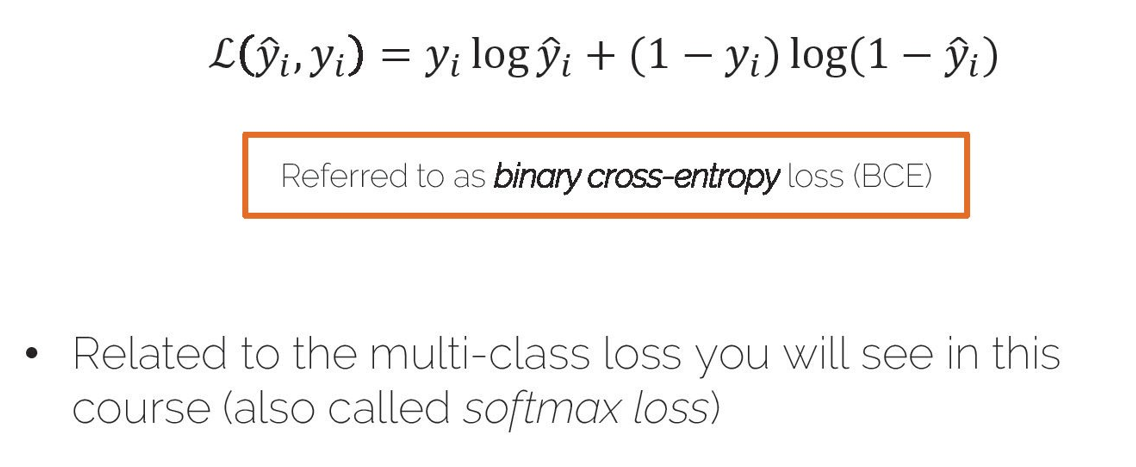 ℒ(ŷᵢ, yᵢ) = yᵢ log ŷᵢ + (1 − yᵢ) log(1 − ŷᵢ)
Referred to as binary cross-entropy loss (BCE)
• Related to the multi-class loss you will see in this
course (also called softmax loss)